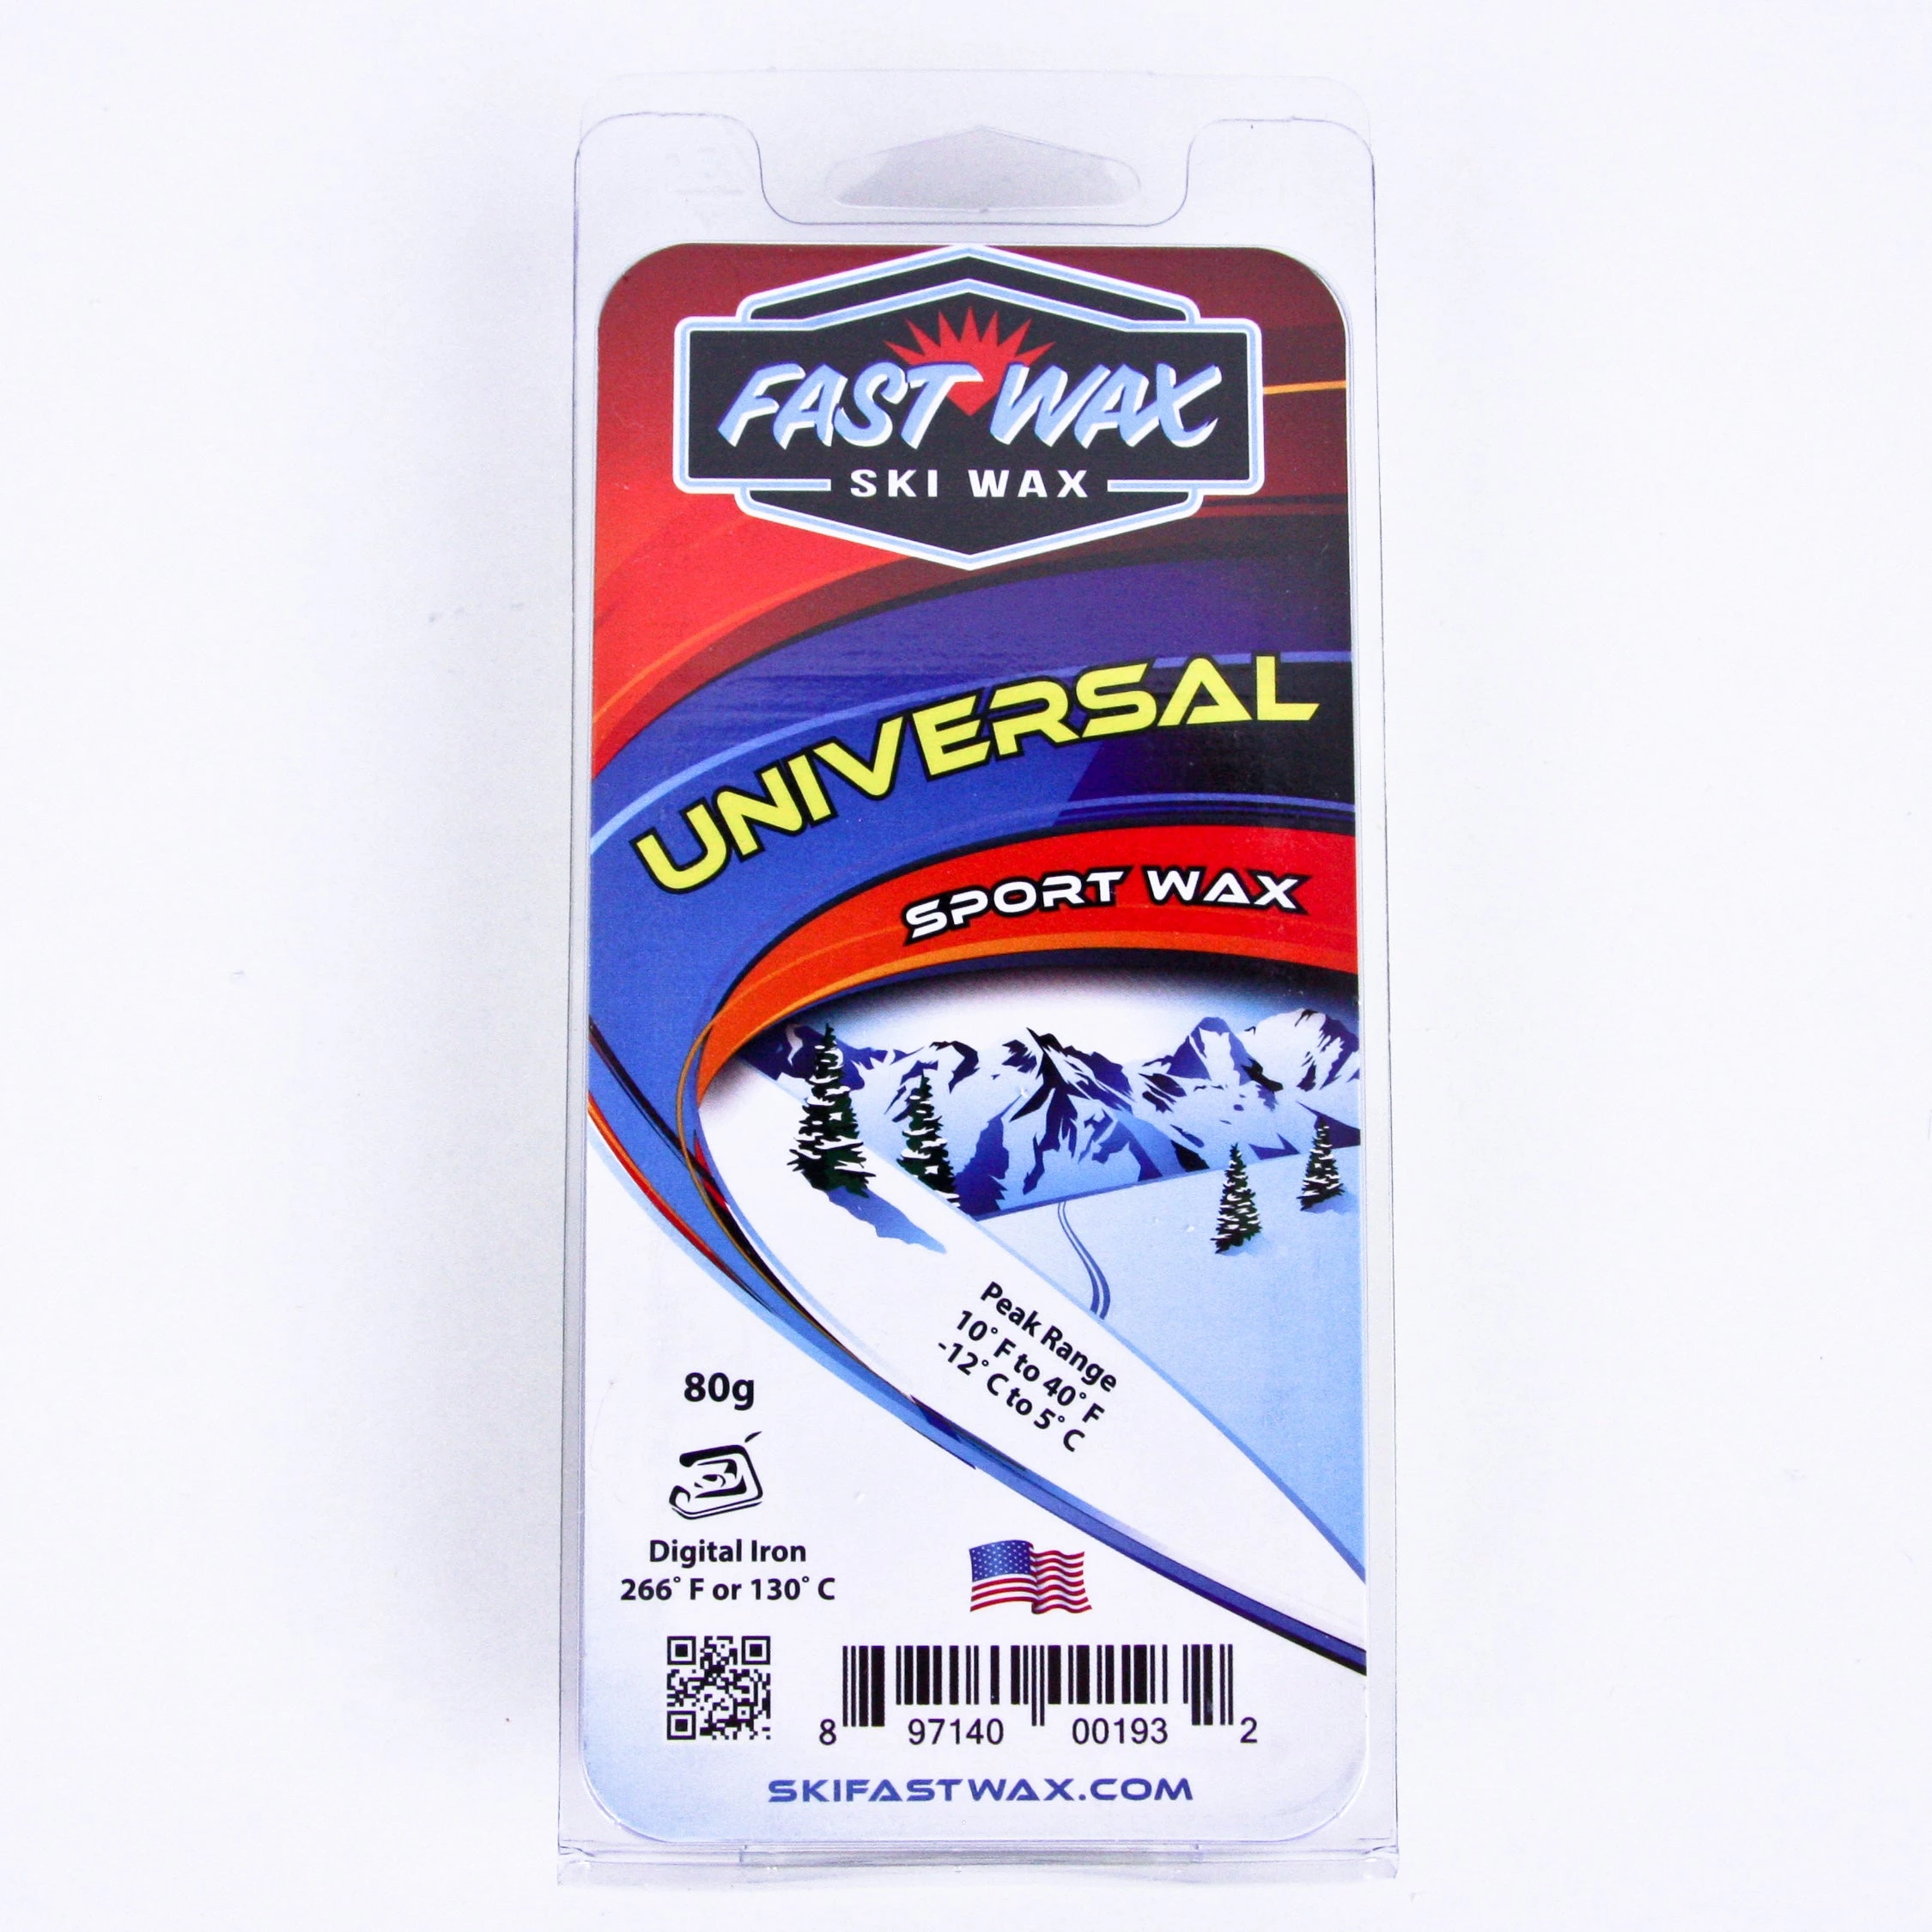 FAST WAX
SKI WAX
UNIVERSAL
SPORT WAX
Peak Range
10° F to 40° F
-12° C to 5° C
80g
Digital Iron
266° F or 130° C
8 97140 00193 2
SKIFASTWAX.COM